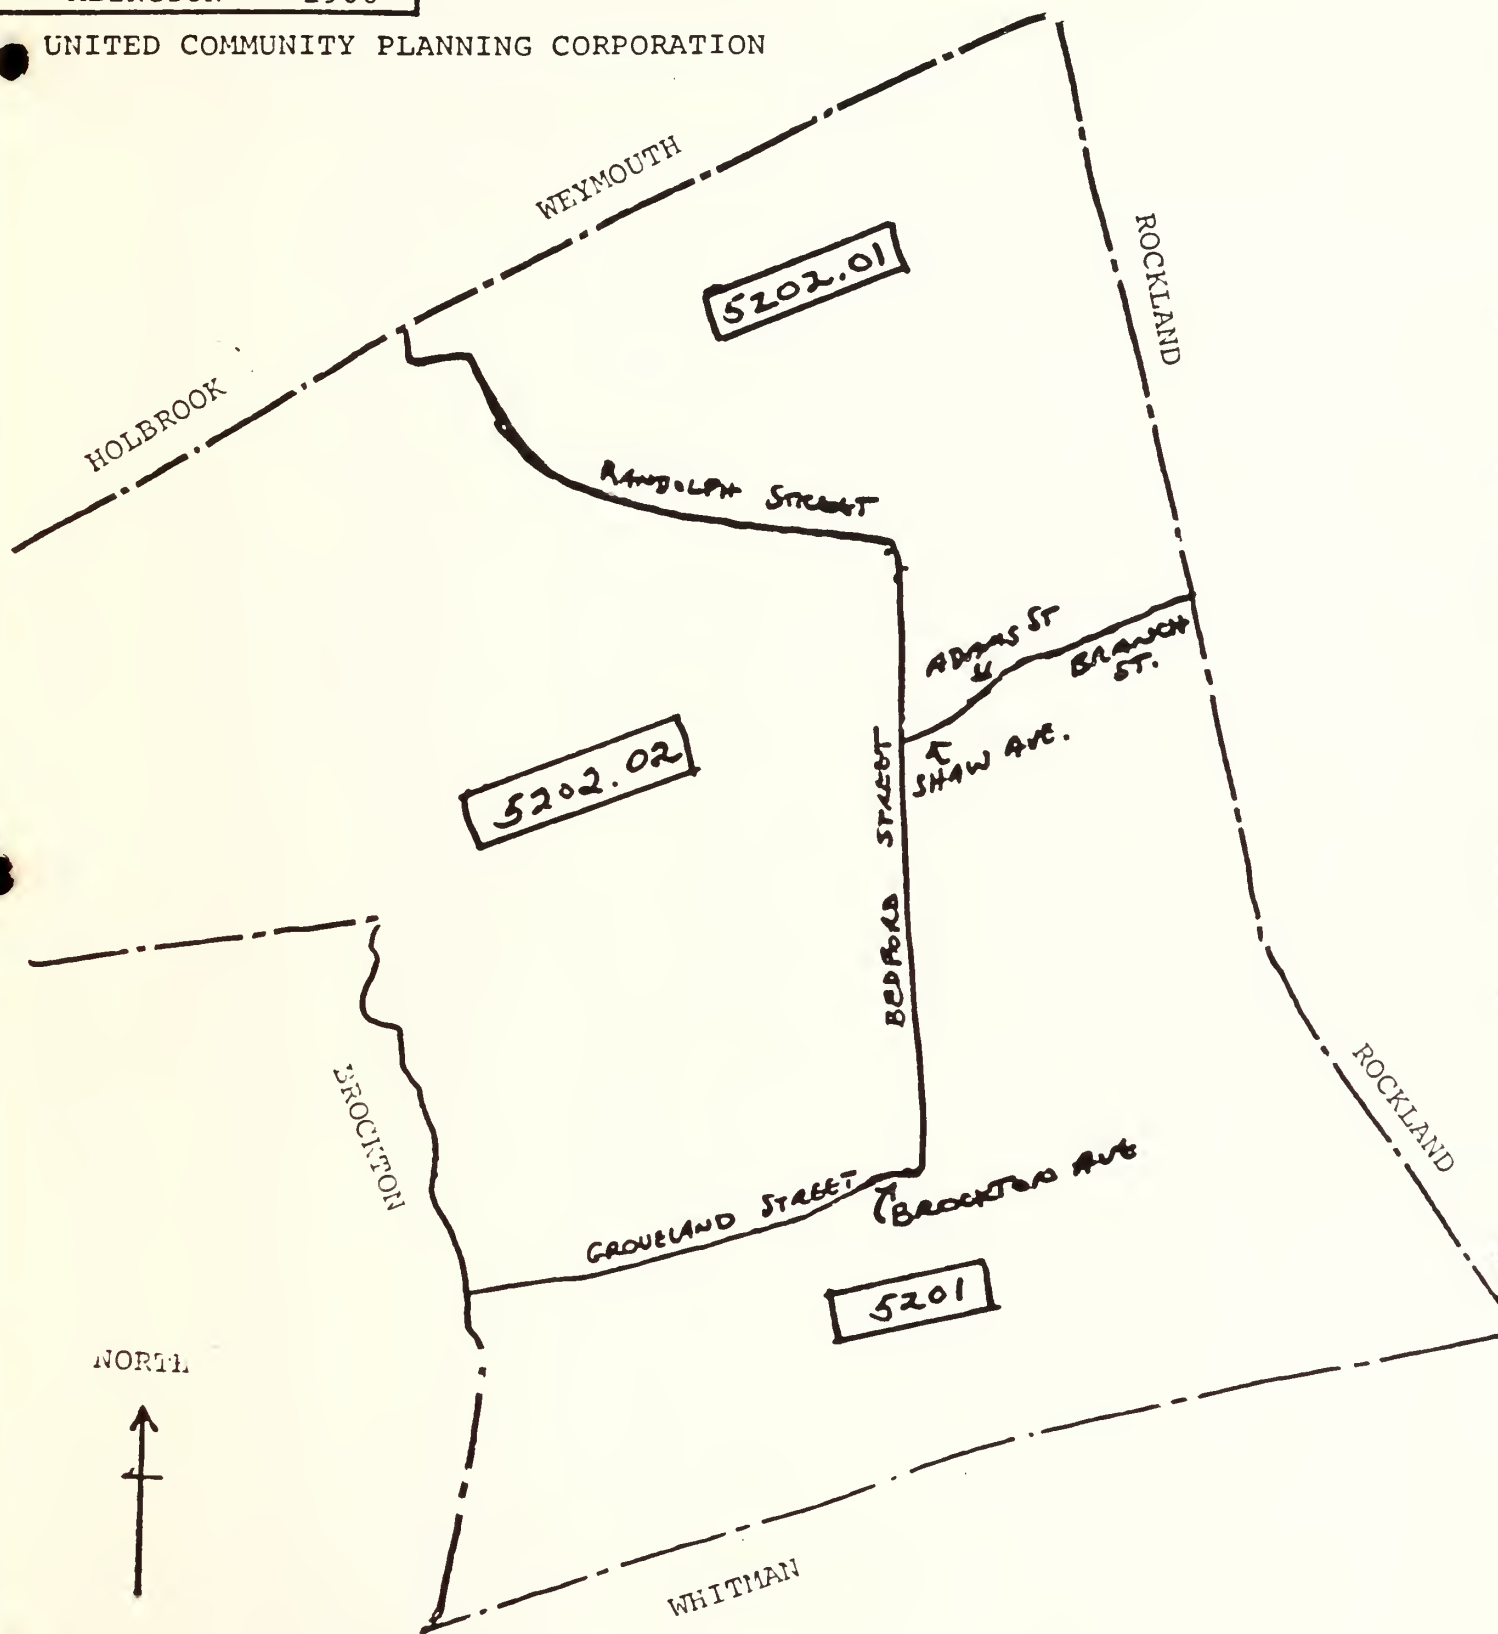 UNITED COMMUNITY PLANNING CORPORATION
WEYMOUTH
ROCKLAND
5202.01
HOLBROOK
RANDOLPH STREET
ADAMS ST
BRANCH
ST.
SHAW AVE.
5202.02
BEDFORD STREET
BROCKTON
ROCKLAND
GROVELAND STREET
BROCKTON AVE
5201
NORTH
WHITMAN